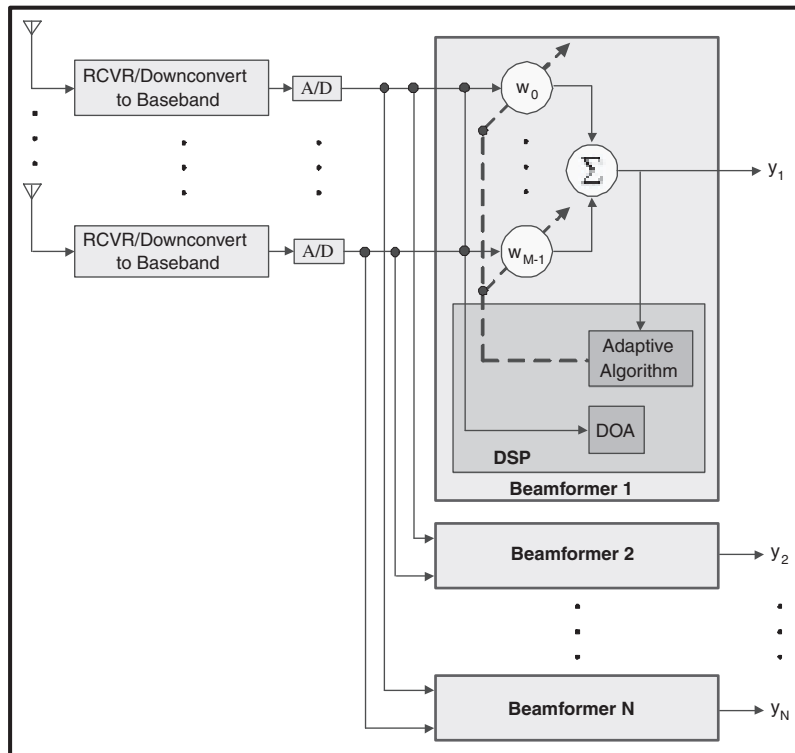 RCVR/Downconvert
to Baseband
A/D
w0
Σ
y1
RCVR/Downconvert
to Baseband
A/D
wM-1
Adaptive
Algorithm
DOA
DSP
Beamformer 1
Beamformer 2
y2
Beamformer N
yN